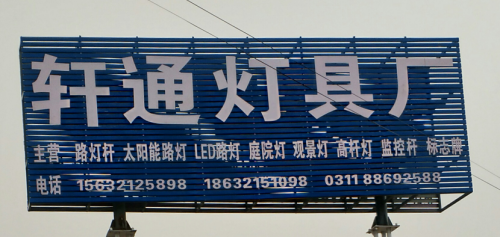 轩通灯具厂
主营 路灯杆 太阳能路灯 LED路灯 庭院灯 观景灯 高杆灯 监控杆 标志牌
电话 15632125898 18632151098 0311 88692588